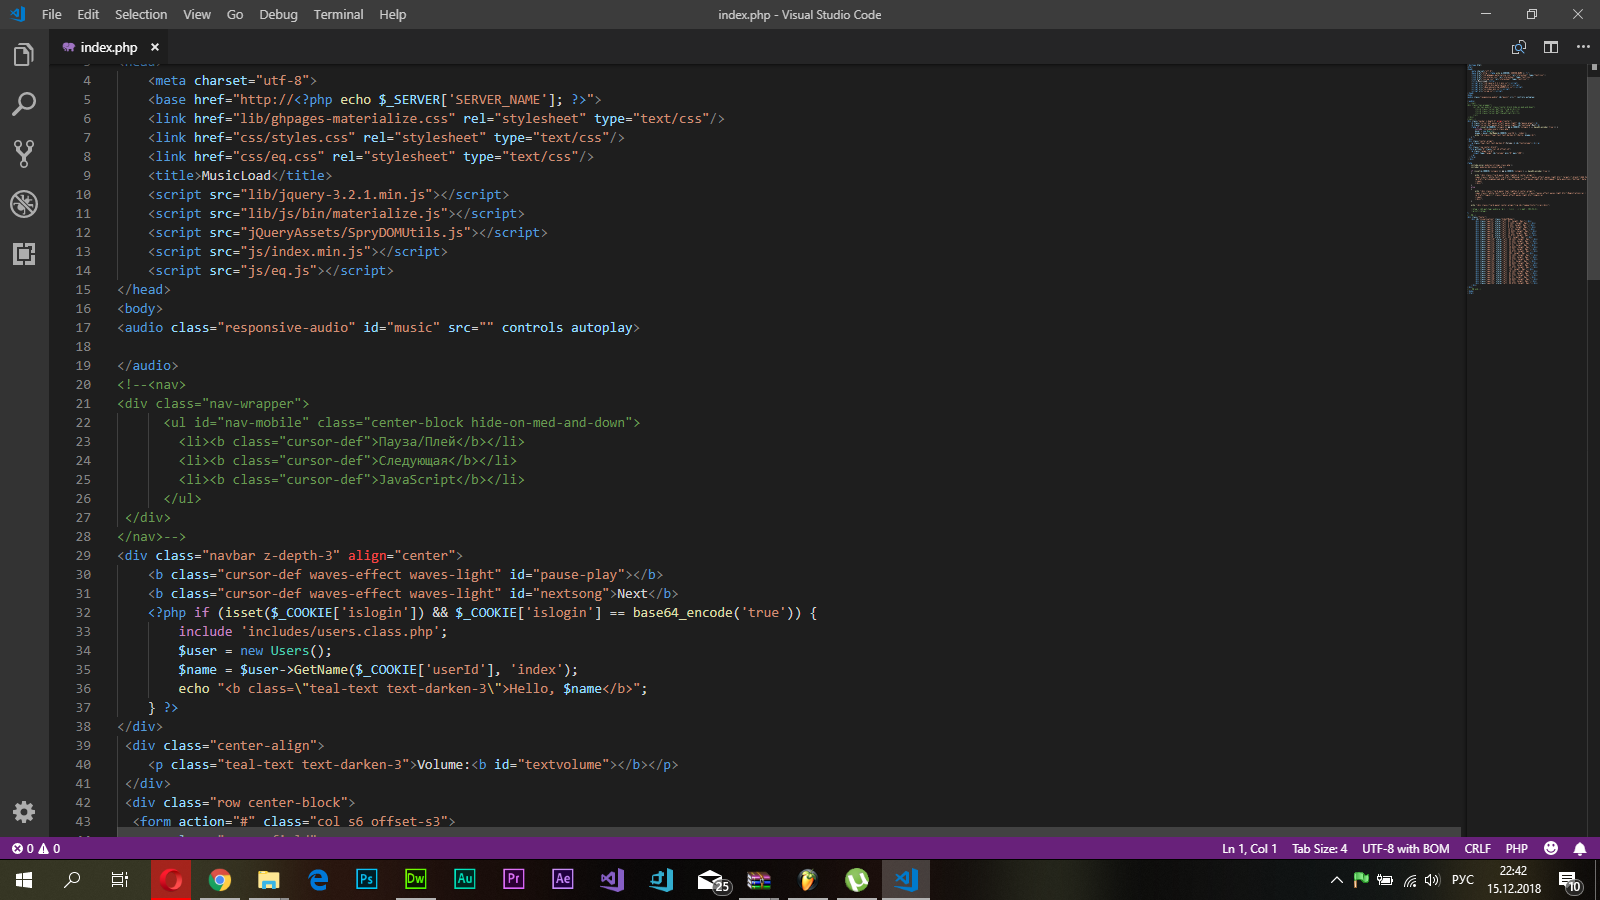 File Edit Selection View Go Debug Terminal Help
index.php - Visual Studio Code
index.php
4 <meta charset="utf-8">
5 <base href="http://<?php echo $_SERVER['SERVER_NAME']; ?>">
6 <link href="lib/ghpages-materialize.css" rel="stylesheet" type="text/css"/>
7 <link href="css/styles.css" rel="stylesheet" type="text/css"/>
8 <link href="css/eq.css" rel="stylesheet" type="text/css"/>
9 <title>MusicLoad</title>
10 <script src="lib/jquery-3.2.1.min.js"></script>
11 <script src="lib/js/bin/materialize.js"></script>
12 <script src="jQueryAssets/SpryDOMUtils.js"></script>
13 <script src="js/index.min.js"></script>
14 <script src="js/eq.js"></script>
15 </head>
16 <body>
17 <audio class="responsive-audio" id="music" src="" controls autoplay>
18
19 </audio>
20 <!--<nav>
21 <div class="nav-wrapper">
22 <ul id="nav-mobile" class="center-block hide-on-med-and-down">
23 <li><b class="cursor-def">Пауза/Плей</b></li>
24 <li><b class="cursor-def">Следующая</b></li>
25 <li><b class="cursor-def">JavaScript</b></li>
26 </ul>
27 </div>
28 </nav>-->
29 <div class="navbar z-depth-3" align="center">
30 <b class="cursor-def waves-effect waves-light" id="pause-play"></b>
31 <b class="cursor-def waves-effect waves-light" id="nextsong">Next</b>
32 <?php if (isset($_COOKIE['islogin']) && $_COOKIE['islogin'] == base64_encode('true')) {
33 include 'includes/users.class.php';
34 $user = new Users();
35 $name = $user->GetName($_COOKIE['userId'], 'index');
36 echo "<b class=\"teal-text text-darken-3\">Hello, $name</b>";
37 } ?>
38 </div>
39 <div class="center-align">
40 <p class="teal-text text-darken-3">Volume:<b id="textvolume"></b></p>
41 </div>
42 <div class="row center-block">
43 <form action="#" class="col s6 offset-s3">
0 0
Ln 1, Col 1 Tab Size: 4 UTF-8 with BOM CRLF PHP
Ps Dw Au Pr Ae
25
РУС
22:42
15.12.2018
10